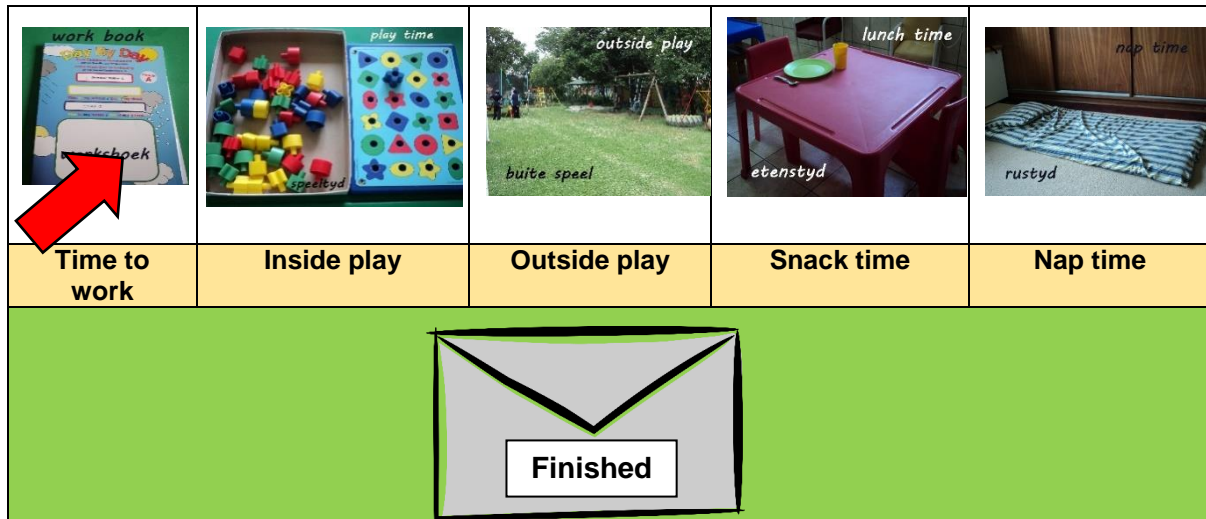 work book
Day By Day
werksboek
play time
speeltyd
outside play
buite speel
lunch time
etenstyd
nap time
rustyd
Time to work
Inside play
Outside play
Snack time
Nap time
Finished